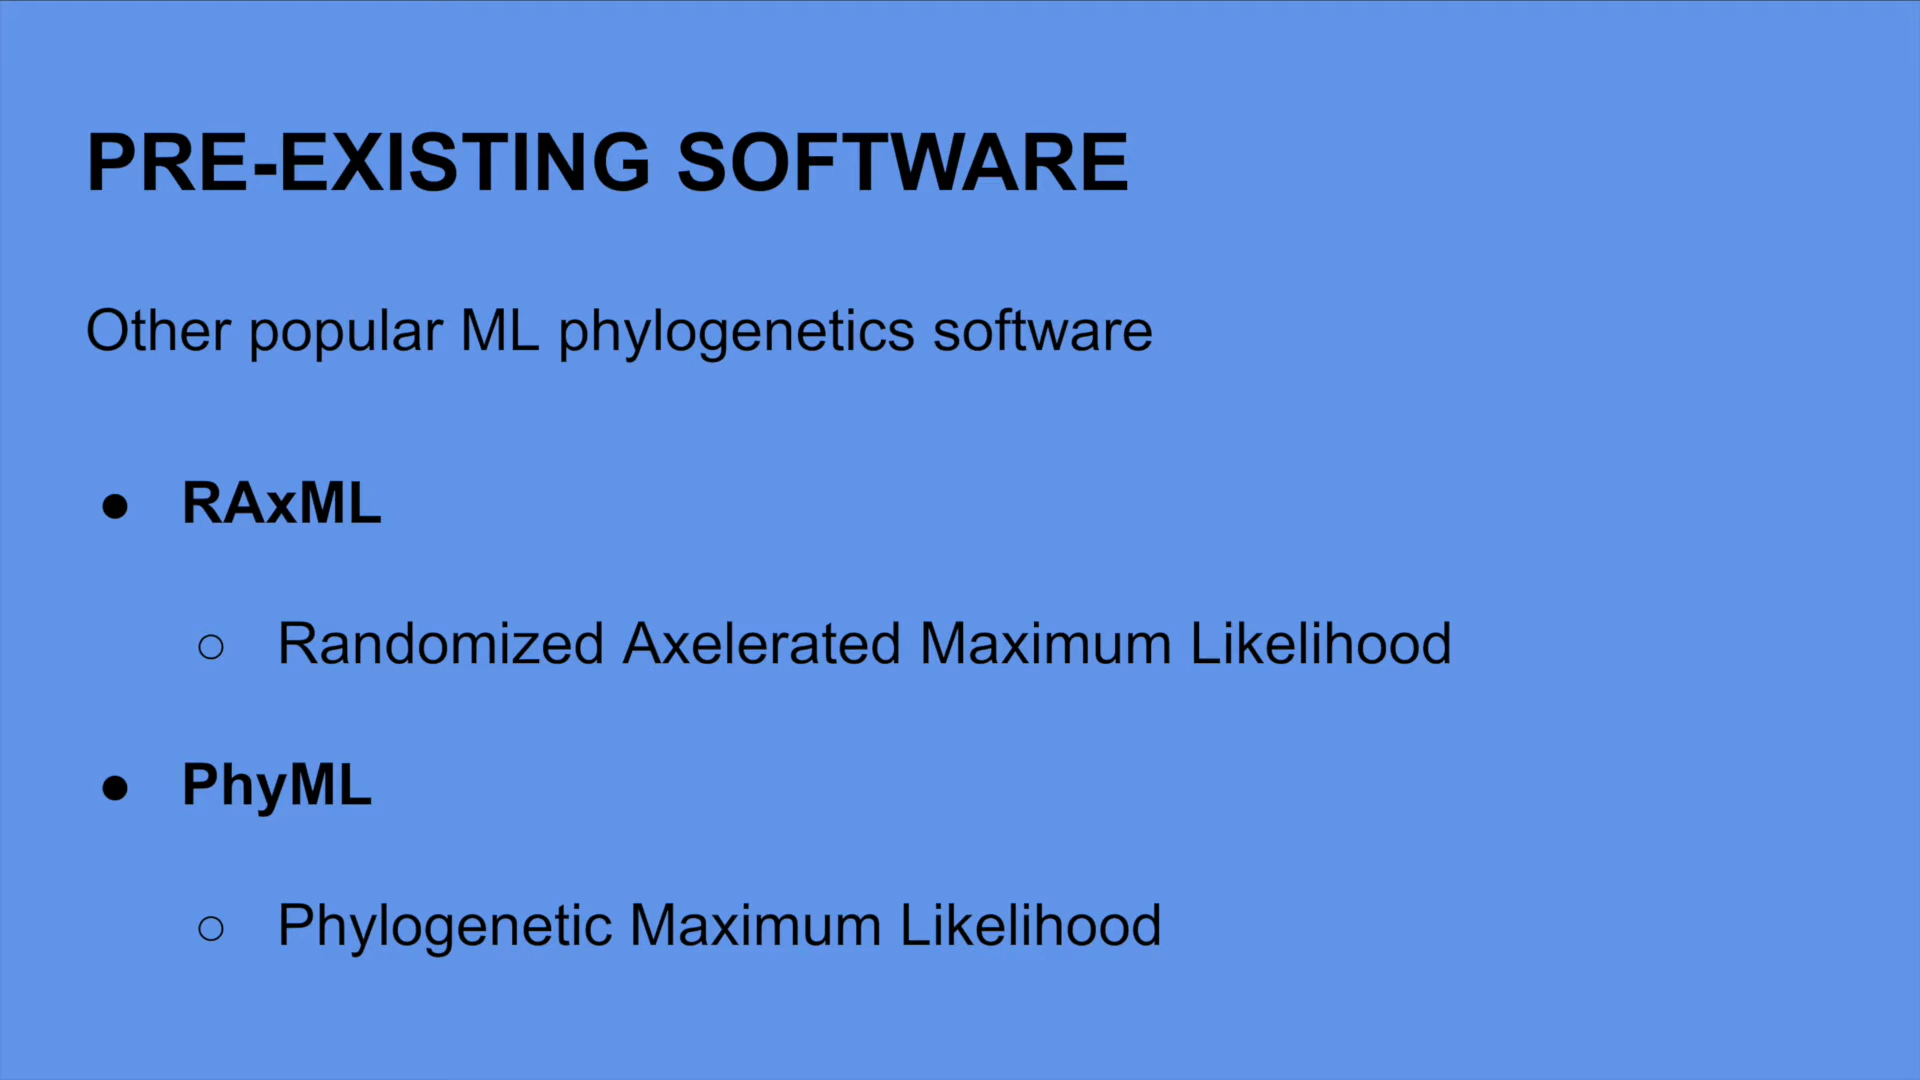 PRE-EXISTING SOFTWARE
Other popular ML phylogenetics software
● RAxML
○ Randomized Axelerated Maximum Likelihood
● PhyML
○ Phylogenetic Maximum Likelihood